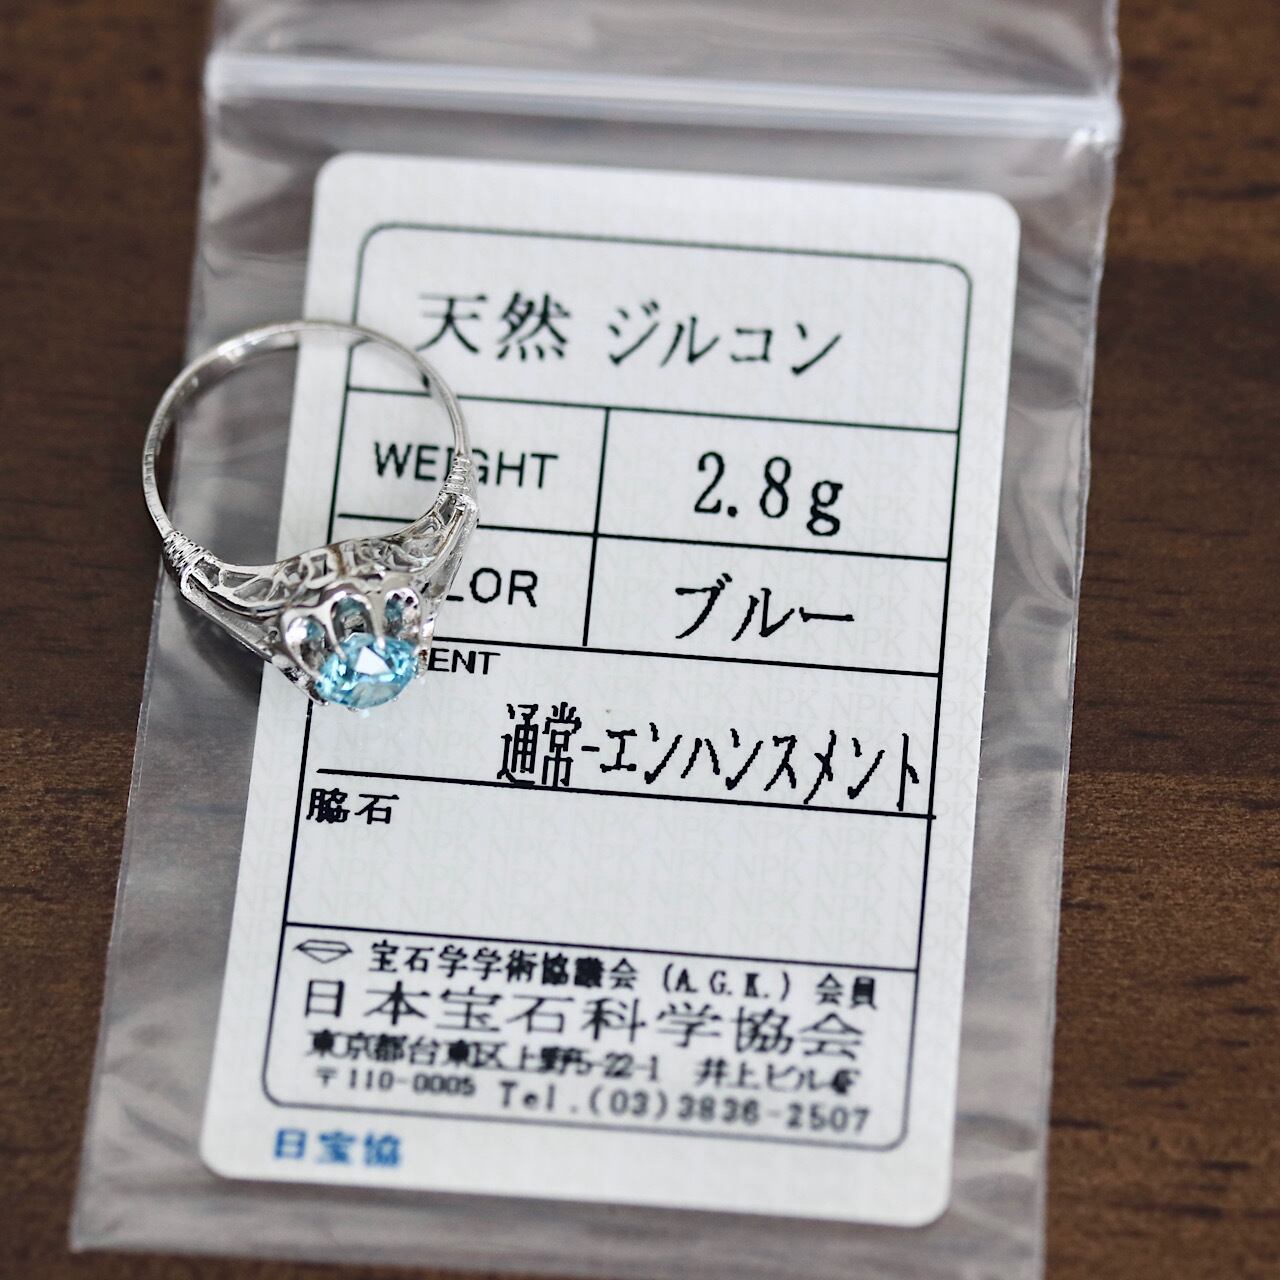 天然 ジルコン
WEIGHT 2.8g
LOR ブルー
ENT
通常-エンハンスメント
脇石
宝石学学術協議会 (A.G.K.) 会員
日本宝石科学協会
東京都台東区上野5-22-1 井上ビル
〒110-0005 Tel.(03)3836-2507
日宝協